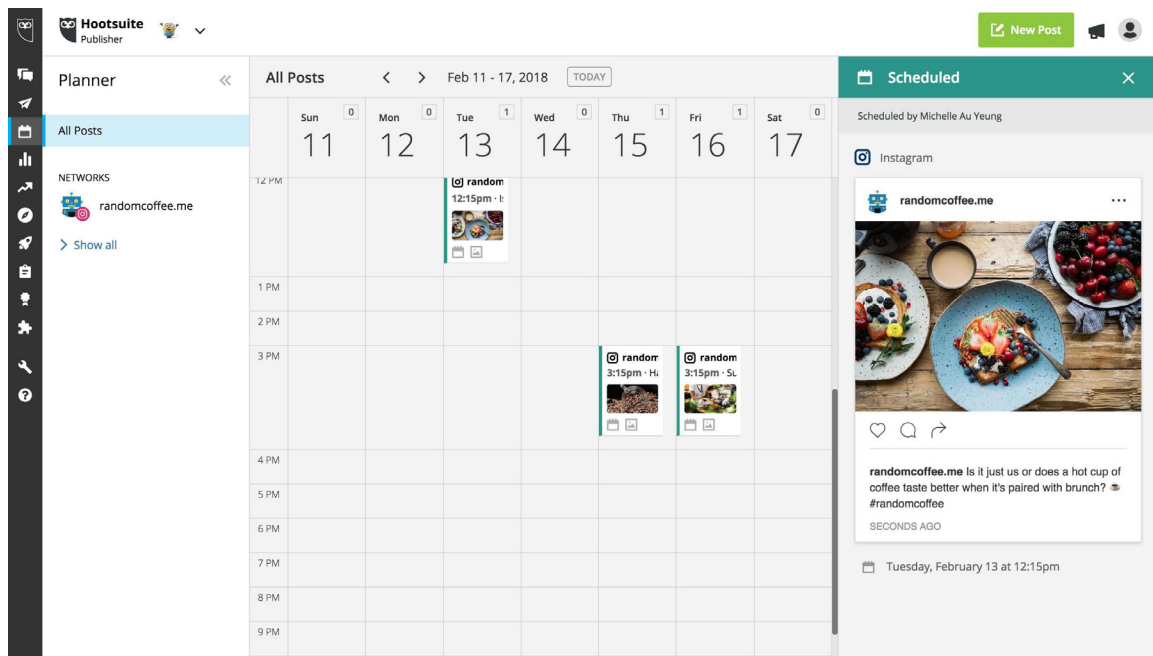 Hootsuite
Publisher
New Post
Planner
All Posts
NETWORKS
randomcoffee.me
Show all
All Posts
Feb 11 - 17, 2018
TODAY
Sun 0
11
Mon 0
12
Tue 1
13
Wed 0
14
Thu 1
15
Fri 1
16
Sat 0
17
12 PM
random
12:15pm · I
1 PM
2 PM
3 PM
random
3:15pm · Ha
random
3:15pm · Su
4 PM
5 PM
6 PM
7 PM
8 PM
9 PM
Scheduled
Scheduled by Michelle Au Yeung
Instagram
randomcoffee.me
randomcoffee.me Is it just us or does a hot cup of
coffee taste better when it's paired with brunch? ☕
#randomcoffee
SECONDS AGO
Tuesday, February 13 at 12:15pm